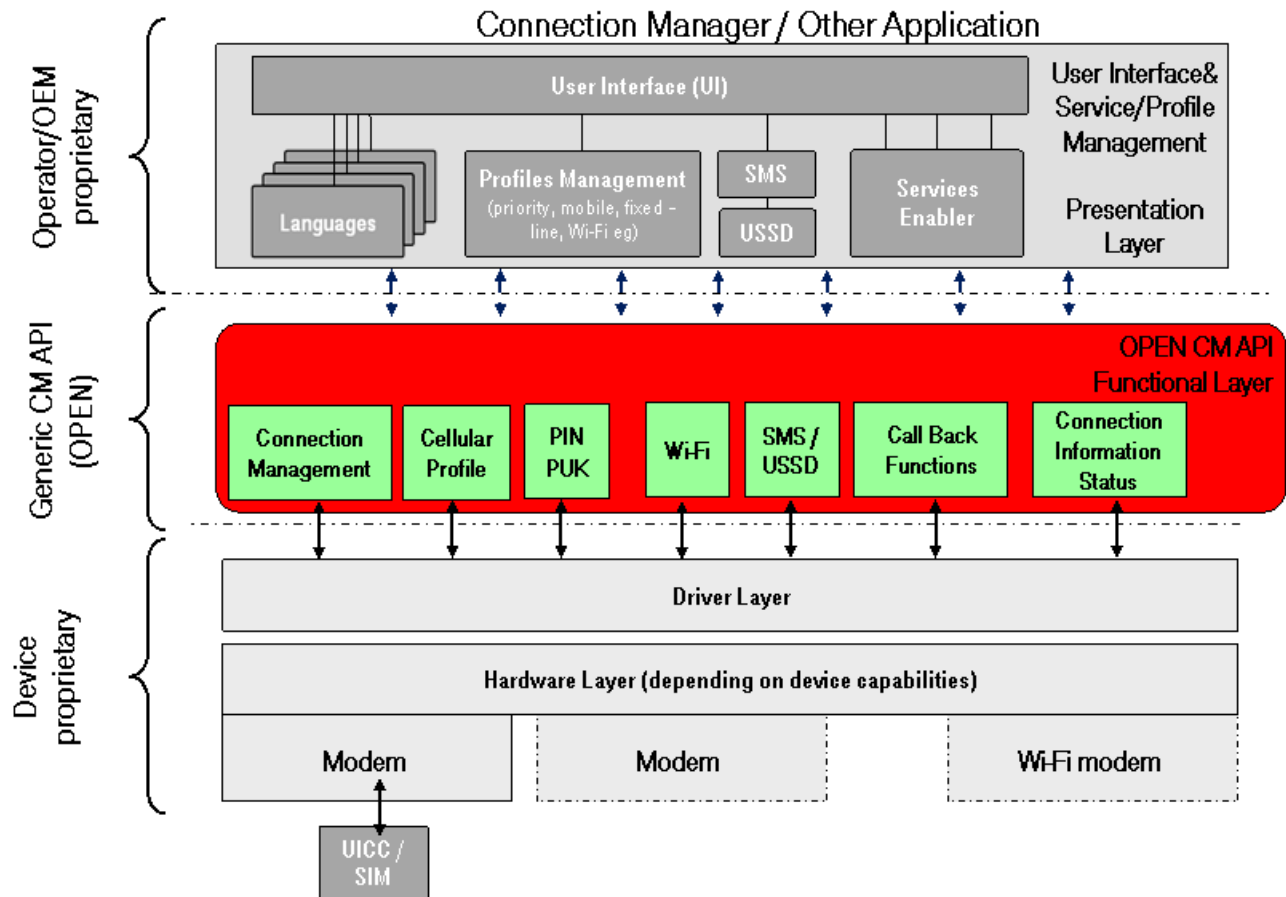 Connection Manager / Other Application
Operator/OEM
proprietary
User Interface (UI)
User Interface&
Service/Profile
Management
Presentation
Layer
Languages
Profiles Management
(priority, mobile, fixed –
line, Wi-Fi eg)
SMS
USSD
Services
Enabler
Generic CM API
(OPEN)
OPEN CM API
Functional Layer
Connection
Management
Cellular
Profile
PIN
PUK
Wi-Fi
SMS /
USSD
Call Back
Functions
Connection
Information
Status
Device
proprietary
Driver Layer
Hardware Layer (depending on device capabilities)
Modem
Modem
Wi-Fi modem
UICC /
SIM